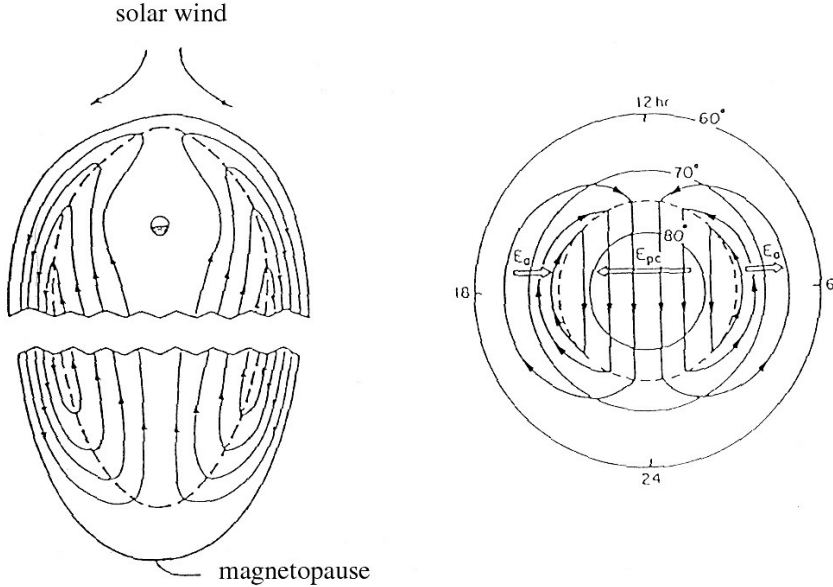 solar wind
magnetopause
12 hr
60°
70°
80°
Ea
Epc
Ea
18
6
24